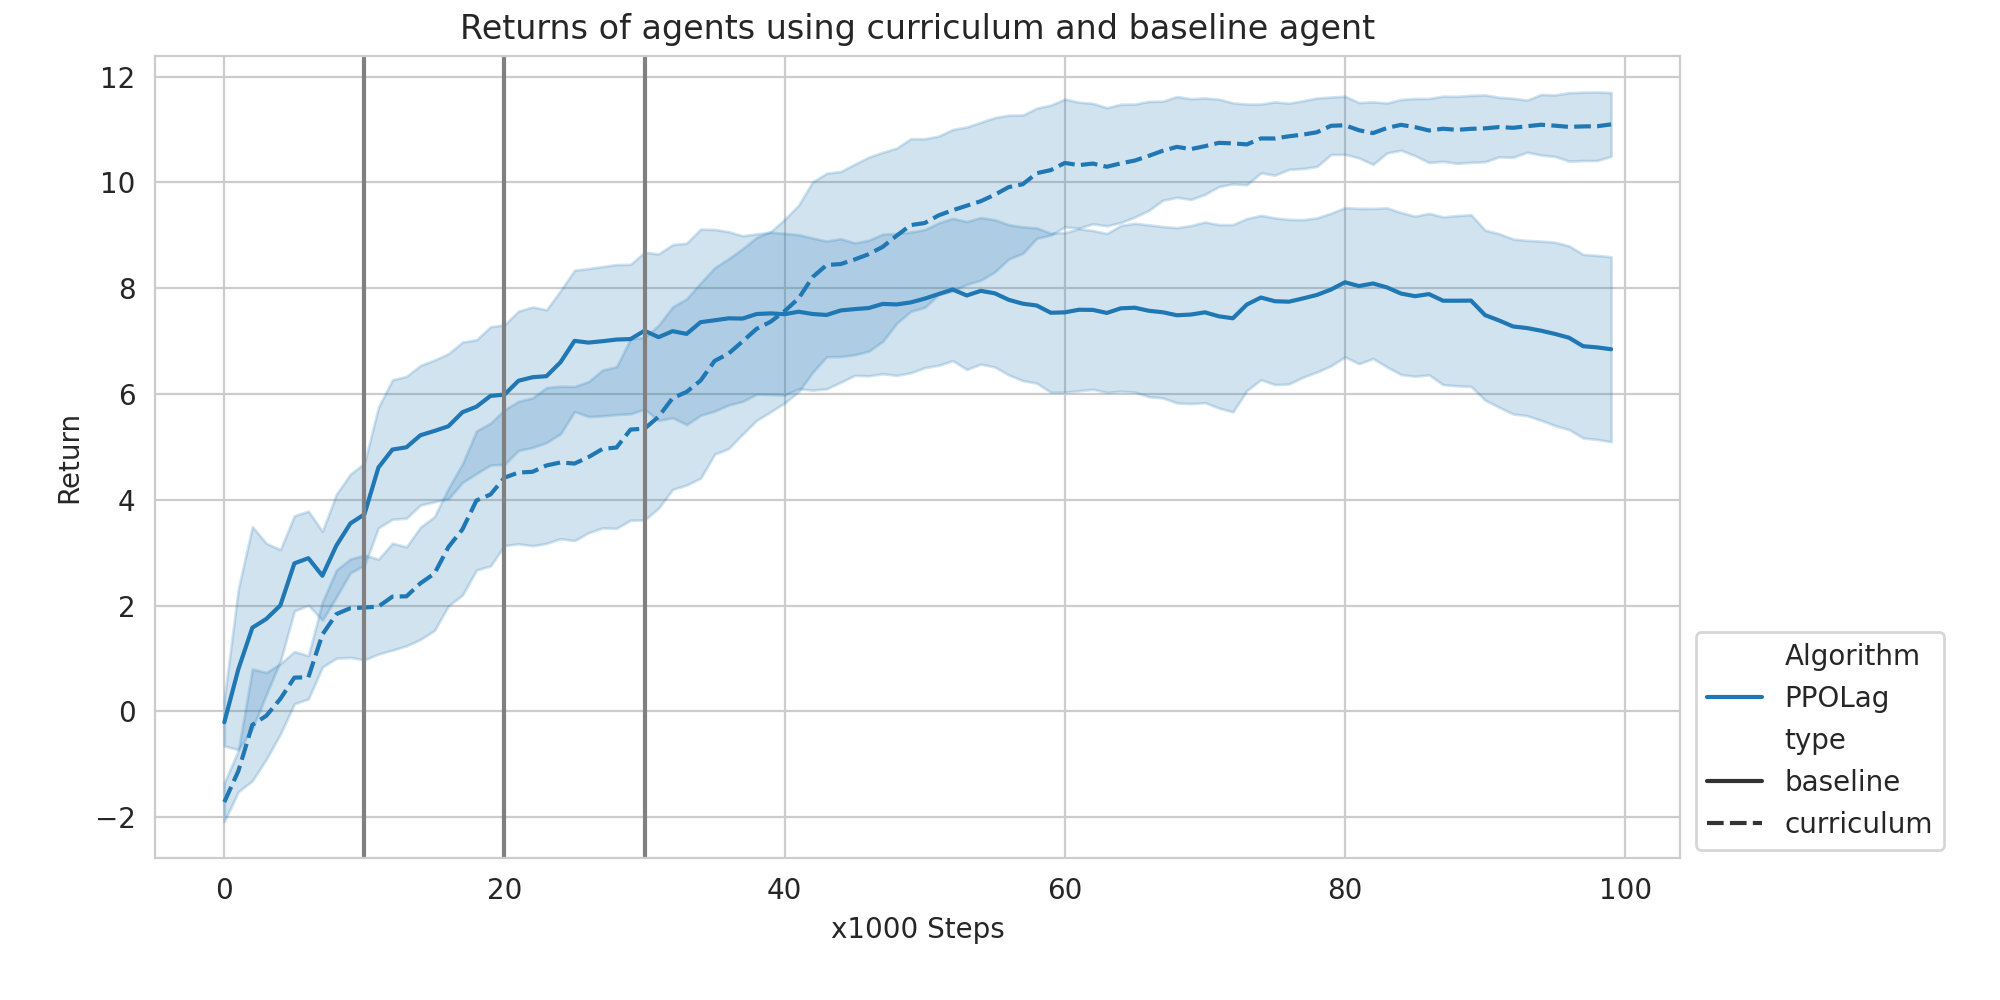 Returns of agents using curriculum and baseline agent
12
10
8
6
4
2
0
−2
Return
0 20 40 60 80 100
x1000 Steps
Algorithm
PPOLag
type
baseline
curriculum